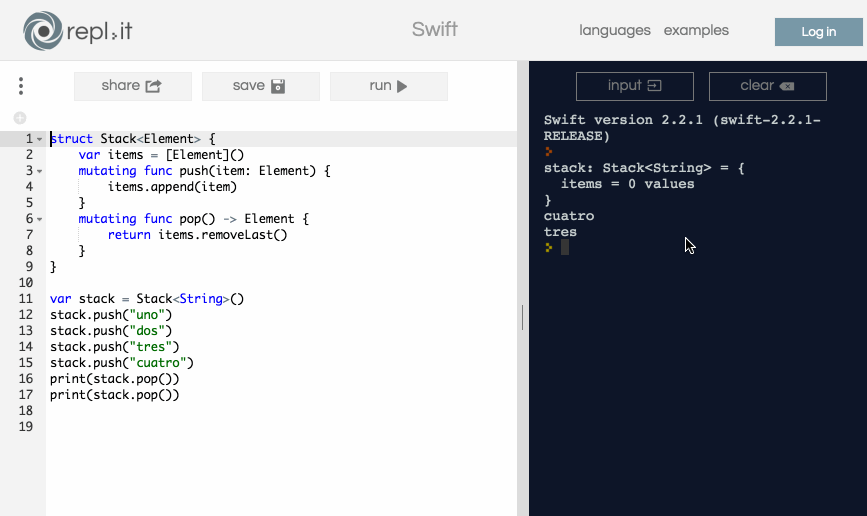 repl.it
Swift
languages examples
Log in
share save run
input clear
1 struct Stack<Element> {
2     var items = [Element]()
3     mutating func push(item: Element) {
4         items.append(item)
5     }
6     mutating func pop() -> Element {
7         return items.removeLast()
8     }
9 }
10
11 var stack = Stack<String>()
12 stack.push("uno")
13 stack.push("dos")
14 stack.push("tres")
15 stack.push("cuatro")
16 print(stack.pop())
17 print(stack.pop())
18
19
Swift version 2.2.1 (swift-2.2.1-
RELEASE)
>
stack: Stack<String> = {
  items = 0 values
}
cuatro
tres
>